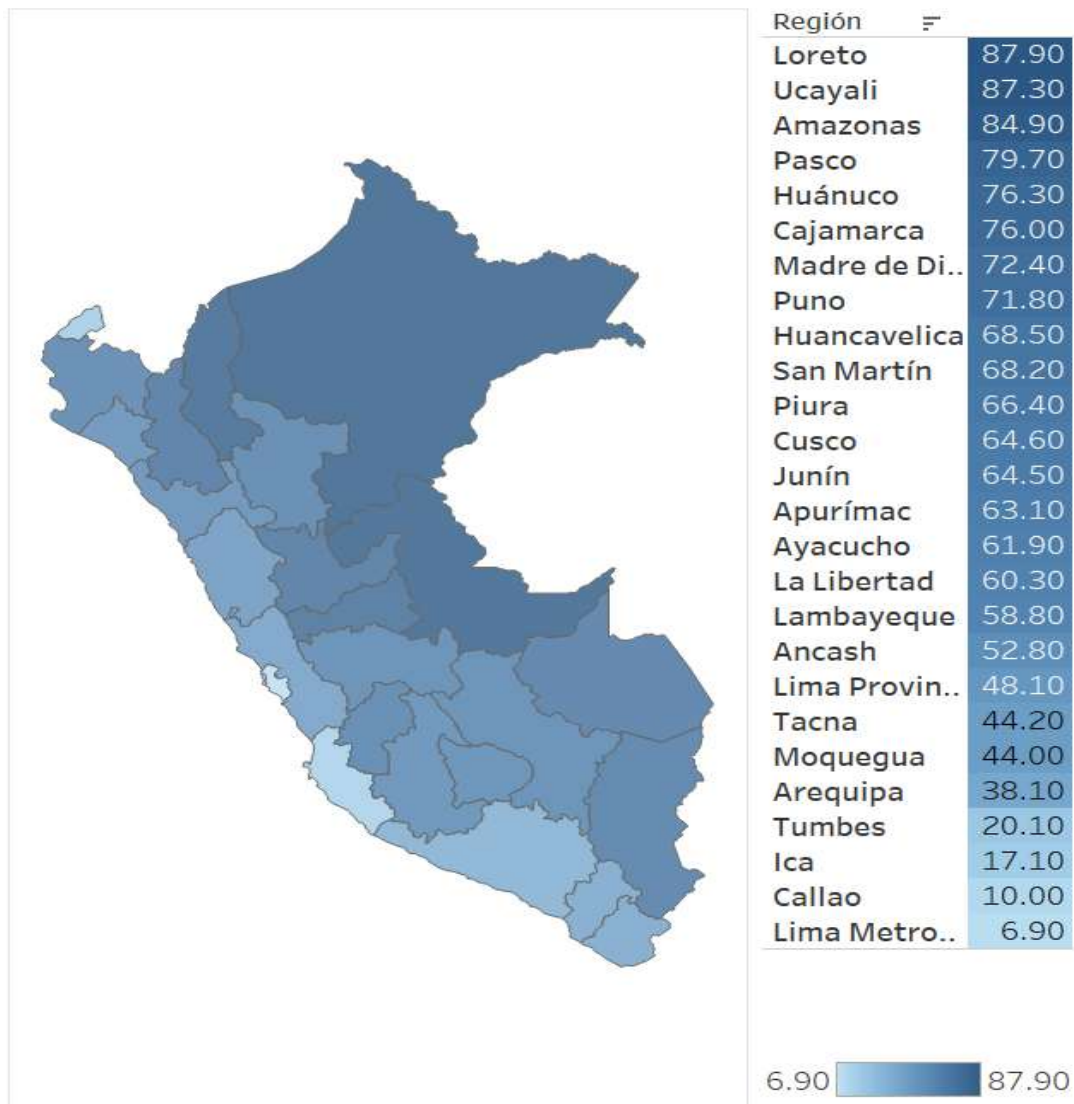 Región
Loreto 87.90
Ucayali 87.30
Amazonas 84.90
Pasco 79.70
Huánuco 76.30
Cajamarca 76.00
Madre de Di.. 72.40
Puno 71.80
Huancavelica 68.50
San Martín 68.20
Piura 66.40
Cusco 64.60
Junín 64.50
Apurímac 63.10
Ayacucho 61.90
La Libertad 60.30
Lambayeque 58.80
Ancash 52.80
Lima Provin.. 48.10
Tacna 44.20
Moquegua 44.00
Arequipa 38.10
Tumbes 20.10
Ica 17.10
Callao 10.00
Lima Metro.. 6.90
6.90 87.90